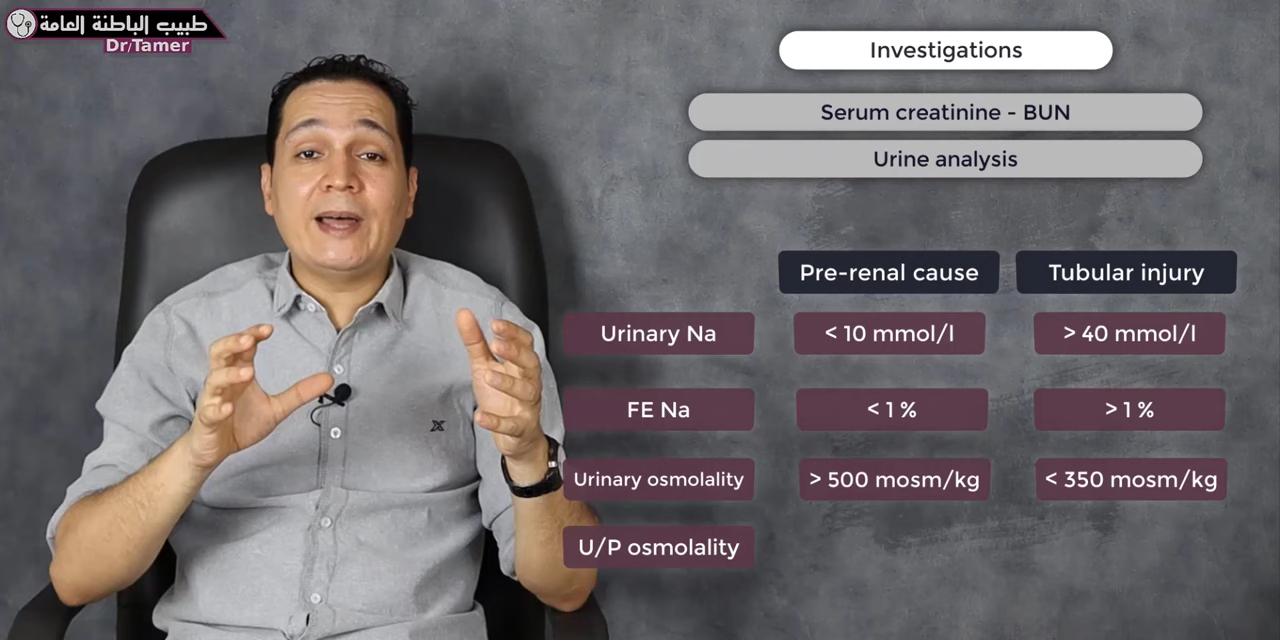 طبيب الباطنة العامة
Dr/Tamer
Investigations
Serum creatinine - BUN
Urine analysis
Pre-renal cause Tubular injury
Urinary Na < 10 mmol/l > 40 mmol/l
FE Na < 1 % > 1 %
Urinary osmolality > 500 mosm/kg < 350 mosm/kg
U/P osmolality